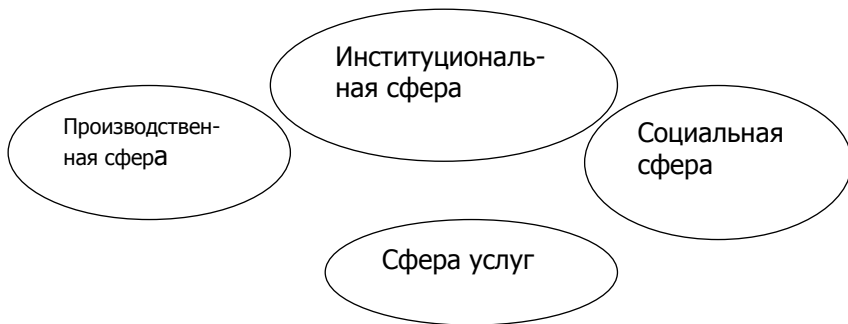 Институциональ-
ная сфера
Производствен-
ная сфера
Социальная
сфера
Сфера услуг